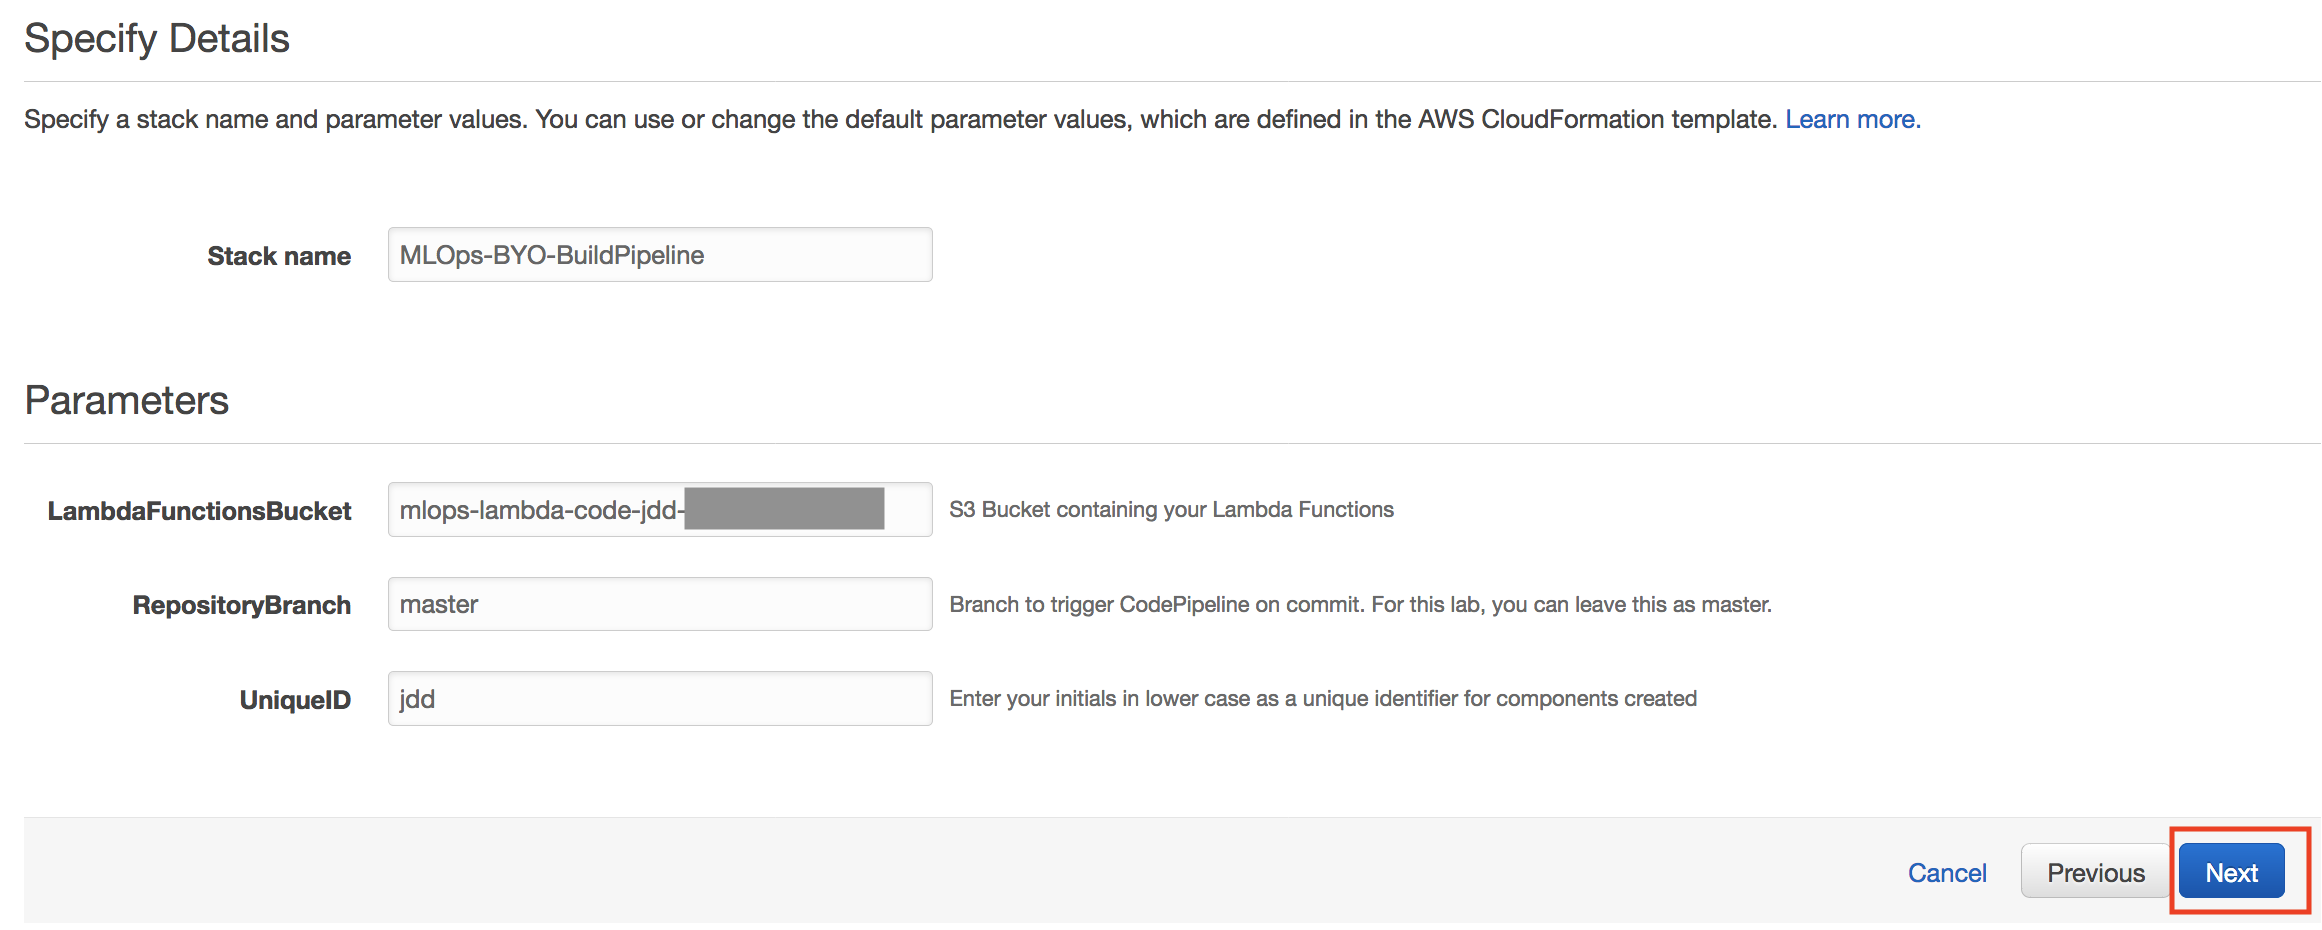 Specify Details
Specify a stack name and parameter values. You can use or change the default parameter values, which are defined in the AWS CloudFormation template. Learn more.
Stack name MLOps-BYO-BuildPipeline
Parameters
LambdaFunctionsBucket mlops-lambda-code-jdd- S3 Bucket containing your Lambda Functions
RepositoryBranch master Branch to trigger CodePipeline on commit. For this lab, you can leave this as master.
UniqueID jdd Enter your initials in lower case as a unique identifier for components created
Cancel Previous Next